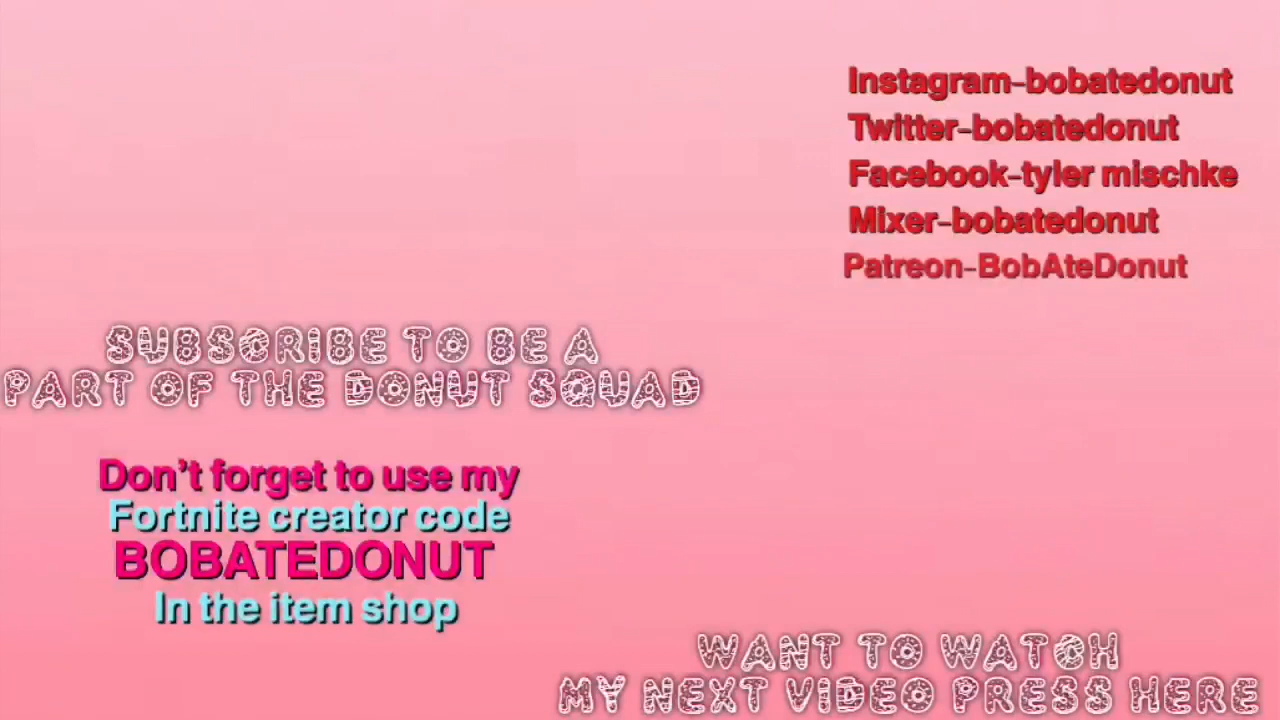 Instagram-bobatedonut
Twitter-bobatedonut
Facebook-tyler mischke
Mixer-bobatedonut
Patreon-BobAteDonut
SUBSCRIBE TO BE A
PART OF THE DONUT SQUAD
Don't forget to use my
Fortnite creator code
BOBATEDONUT
In the item shop
WANT TO WATCH
MY NEXT VIDEO PRESS HERE